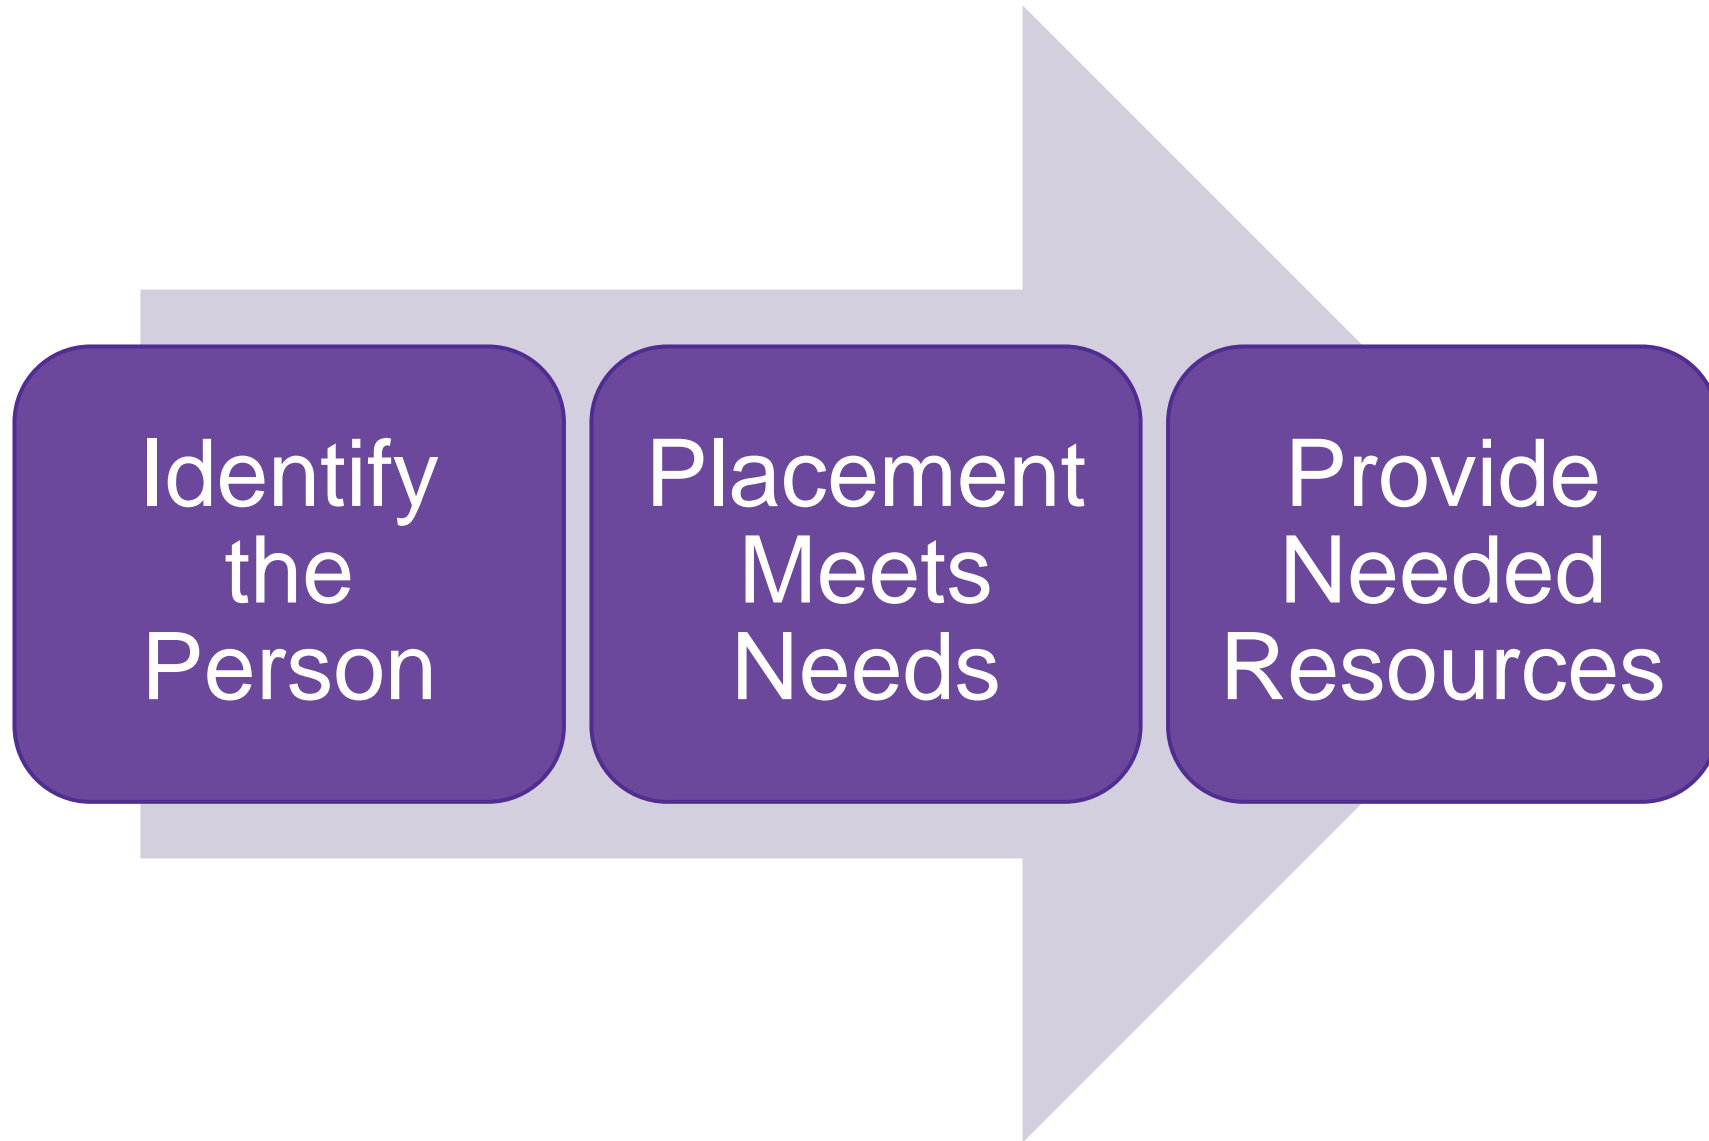 Identify
the
Person
Placement
Meets
Needs
Provide
Needed
Resources